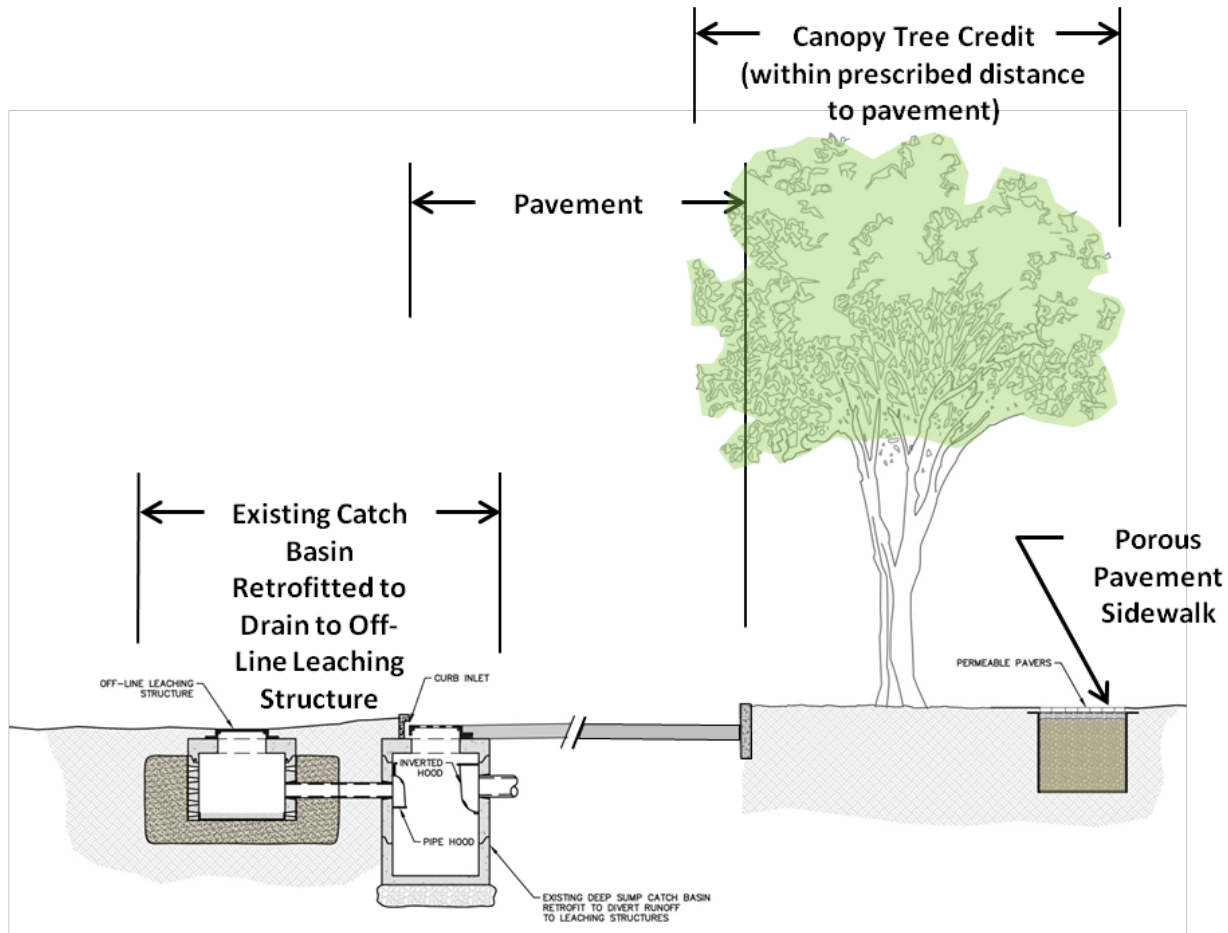 Canopy Tree Credit
(within prescribed distance
to pavement)
Pavement
Existing Catch
Basin
Retrofitted to
Drain to Off-
Line Leaching
Structure
Porous
Pavement
Sidewalk
PERMEABLE PAVERS
OFF-LINE LEACHING
STRUCTURE
CURB INLET
INVERTED
HOOD
PIPE HOOD
EXISTING DEEP SUMP CATCH BASIN
RETROFIT TO DIVERT RUNOFF
TO LEACHING STRUCTURES